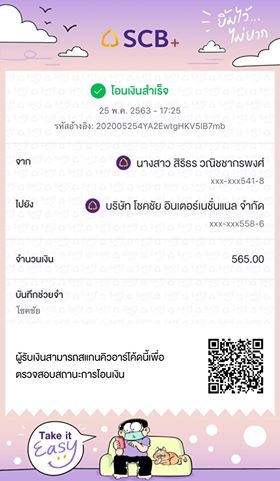 ยิ้มไว้...
ไม่ยาก
SCB+
โอนเงินสำเร็จ
25 พ.ค. 2563 - 17:25
รหัสอ้างอิง: 202005254YA2EwtgHKV5IB7mb
จาก
นางสาว สิริธร วณิชชากรพงศ์
xxx-xxx541-8
ไปยัง
บริษัท โชคชัย อินเตอร์เนชั่นแนล จำกัด
xxx-xxx558-6
จำนวนเงิน 565.00
บันทึกช่วยจำ
โชคชัย
ผู้รับเงินสามารถสแกนคิวอาร์โค้ดนี้เพื่อ
ตรวจสอบสถานะการโอนเงิน
Take it
Easy